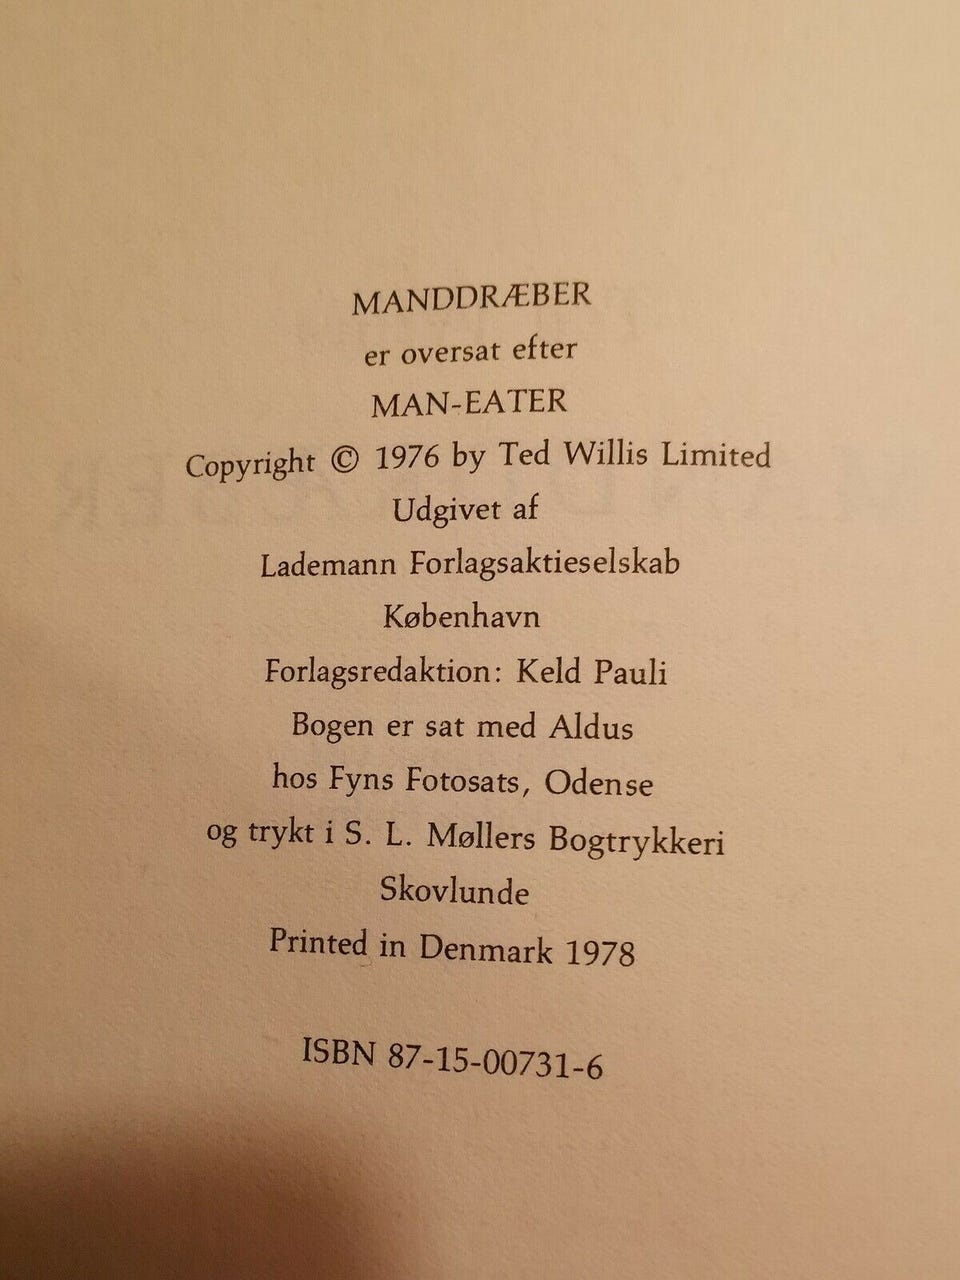 MANDDRÆBER
er oversat efter
MAN-EATER
Copyright © 1976 by Ted Willis Limited
Udgivet af
Lademann Forlagsaktieselskab
København
Forlagsredaktion: Keld Pauli
Bogen er sat med Aldus
hos Fyns Fotosats, Odense
og trykt i S. L. Møllers Bogtrykkeri
Skovlunde
Printed in Denmark 1978
ISBN 87-15-00731-6